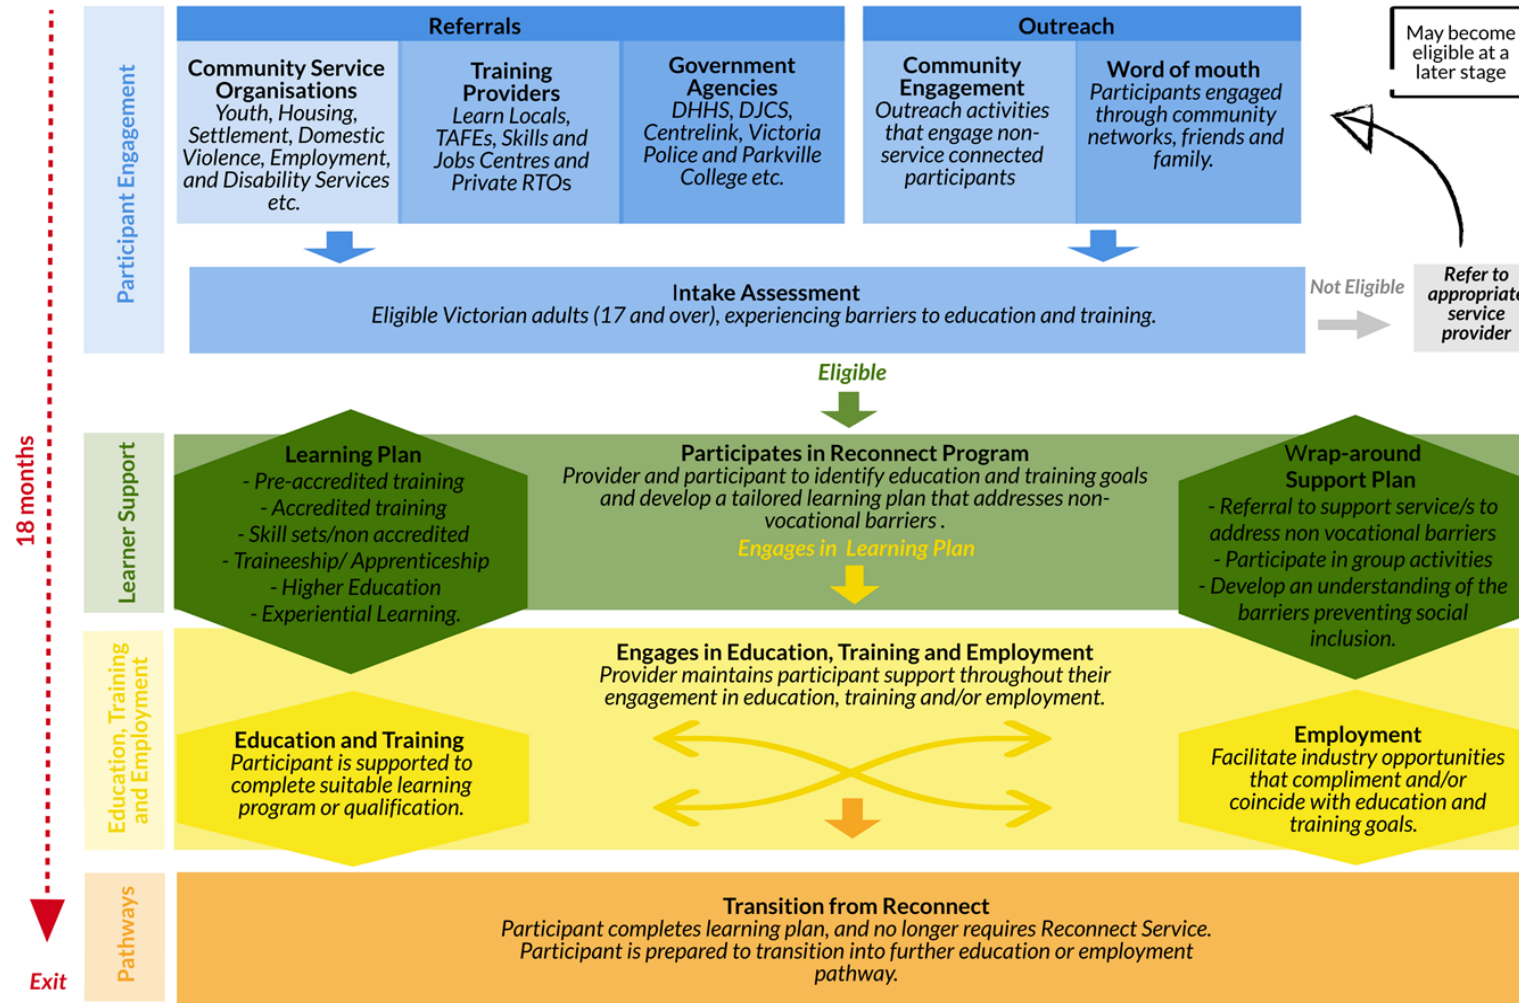 Referrals
Community Service
Organisations
Youth, Housing,
Settlement, Domestic
Violence, Employment,
and Disability Services
etc.
Training
Providers
Learn Locals,
TAFEs, Skills and
Jobs Centres and
Private RTOs
Government
Agencies
DHHS, DJCS,
Centrelink, Victoria
Police and Parkville
College etc.
Outreach
Community
Engagement
Outreach activities
that engage non-
service connected
participants
Word of mouth
Participants engaged
through community
networks, friends and
family.
May become
eligible at a
later stage
Participant Engagement
Intake Assessment
Eligible Victorian adults (17 and over), experiencing barriers to education and training.
Not Eligible
Refer to
appropriate
service
provider
Eligible
18 months
Learner Support
Learning Plan
- Pre-accredited training
- Accredited training
- Skill sets/non accredited
- Traineeship/ Apprenticeship
- Higher Education
- Experiential Learning.
Participates in Reconnect Program
Provider and participant to identify education and training goals
and develop a tailored learning plan that addresses non-
vocational barriers .
Engages in Learning Plan
Wrap-around
Support Plan
- Referral to support service/s to
address non vocational barriers
- Participate in group activities
- Develop an understanding of the
barriers preventing social
inclusion.
Education, Training
and Employment
Engages in Education, Training and Employment
Provider maintains participant support throughout their
engagement in education, training and/or employment.
Education and Training
Participant is supported to
complete suitable learning
program or qualification.
Employment
Facilitate industry opportunities
that compliment and/or
coincide with education and
training goals.
Pathways
Transition from Reconnect
Participant completes learning plan, and no longer requires Reconnect Service.
Participant is prepared to transition into further education or employment
pathway.
Exit